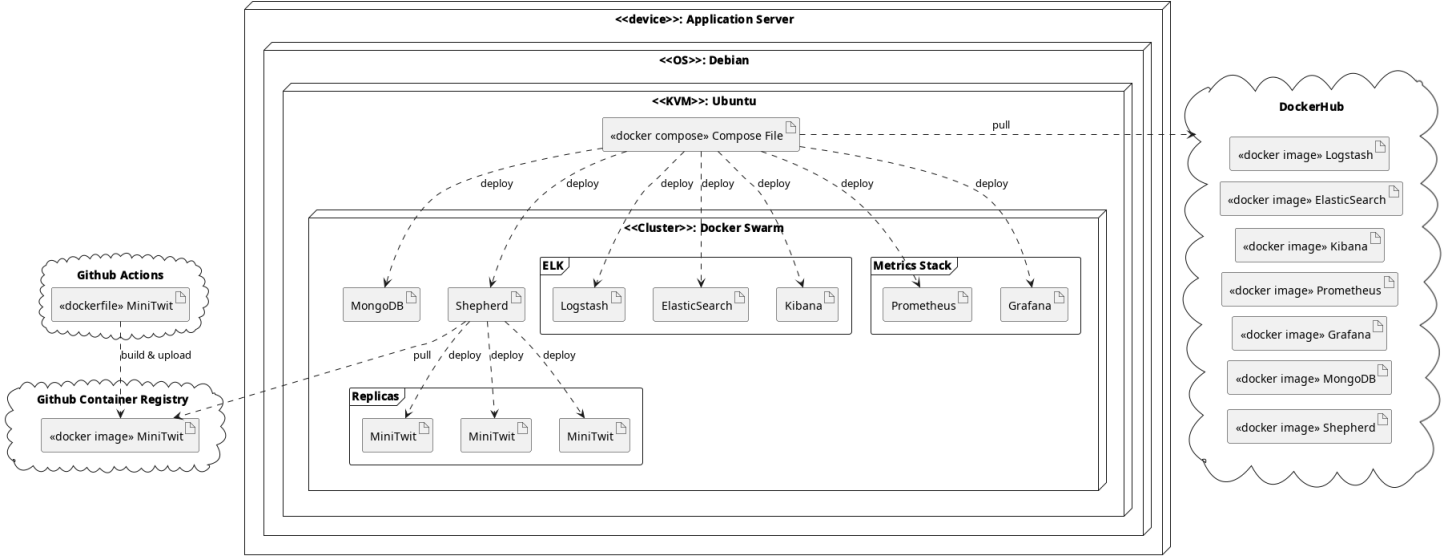 <<device>>: Application Server
<<OS>>: Debian
<<KVM>>: Ubuntu
«docker compose» Compose File
pull
deploy
deploy
deploy
deploy
deploy
deploy
deploy
<<Cluster>>: Docker Swarm
MongoDB
Shepherd
ELK
Logstash
ElasticSearch
Kibana
Metrics Stack
Prometheus
Grafana
pull
deploy
deploy
deploy
Replicas
MiniTwit
MiniTwit
MiniTwit
Github Actions
«dockerfile» MiniTwit
build & upload
Github Container Registry
«docker image» MiniTwit
DockerHub
«docker image» Logstash
«docker image» ElasticSearch
«docker image» Kibana
«docker image» Prometheus
«docker image» Grafana
«docker image» MongoDB
«docker image» Shepherd